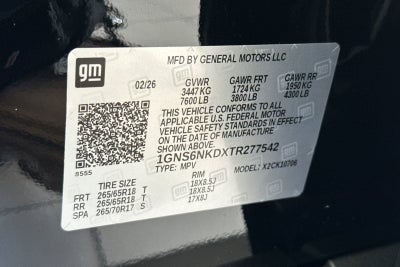 gm
MFD BY GENERAL MOTORS LLC
02/26 GVWR GAWR FRT GAWR RR
3447 KG 1724 KG 1950 KG
7600 LB 3800 LB 4300 LB
THIS VEHICLE CONFORMS TO ALL
APPLICABLE U.S. FEDERAL MOTOR
VEHICLE SAFETY STANDARDS IN EFFECT
ON THE DATE OF MANUFACTURE
SHOWN ABOVE.
1GNS6NKDXTR277542
TYPE: MPV MODEL: X2CK10706
TIRE SIZE RIM
FRT 265/65R18 T 18X8.5J
RR 265/65R18 T 18X8.5J
SPA 265/70R17 S 17X8J